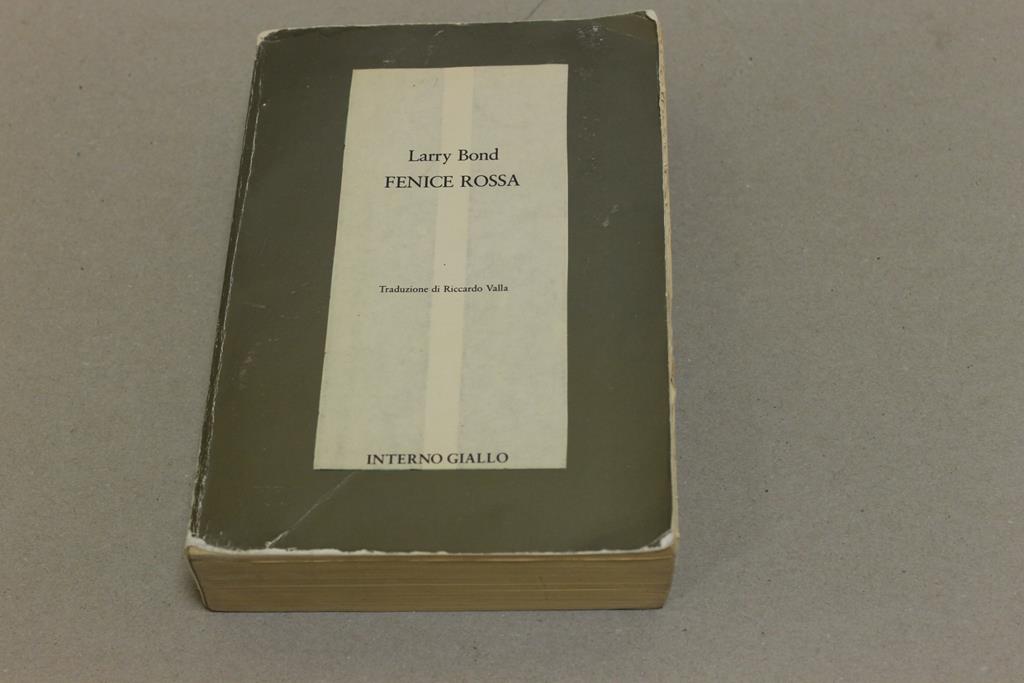 Larry Bond
FENICE ROSSA
Traduzione di Riccardo Valla
INTERNO GIALLO